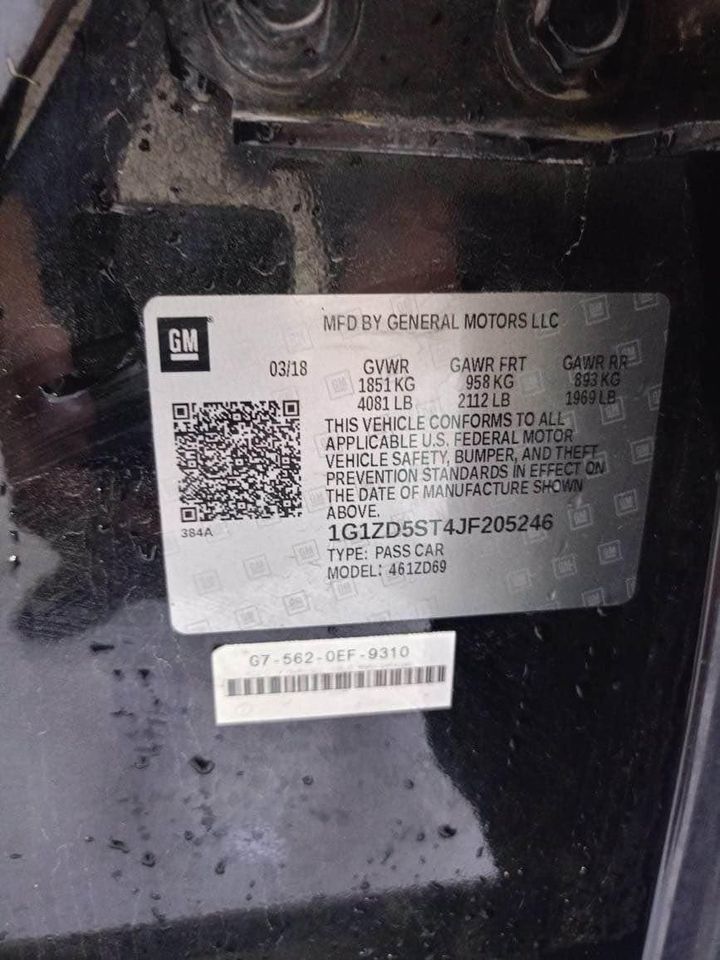 GM
MFD BY GENERAL MOTORS LLC
03/18 GVWR GAWR FRT GAWR RR
1851 KG 958 KG 893 KG
4081 LB 2112 LB 1969 LB
THIS VEHICLE CONFORMS TO ALL
APPLICABLE U.S. FEDERAL MOTOR
VEHICLE SAFETY, BUMPER, AND THEFT
PREVENTION STANDARDS IN EFFECT ON
THE DATE OF MANUFACTURE SHOWN
ABOVE.
384A
1G1ZD5ST4JF205246
TYPE: PASS CAR
MODEL: 461ZD69
G7-562-0EF-9310